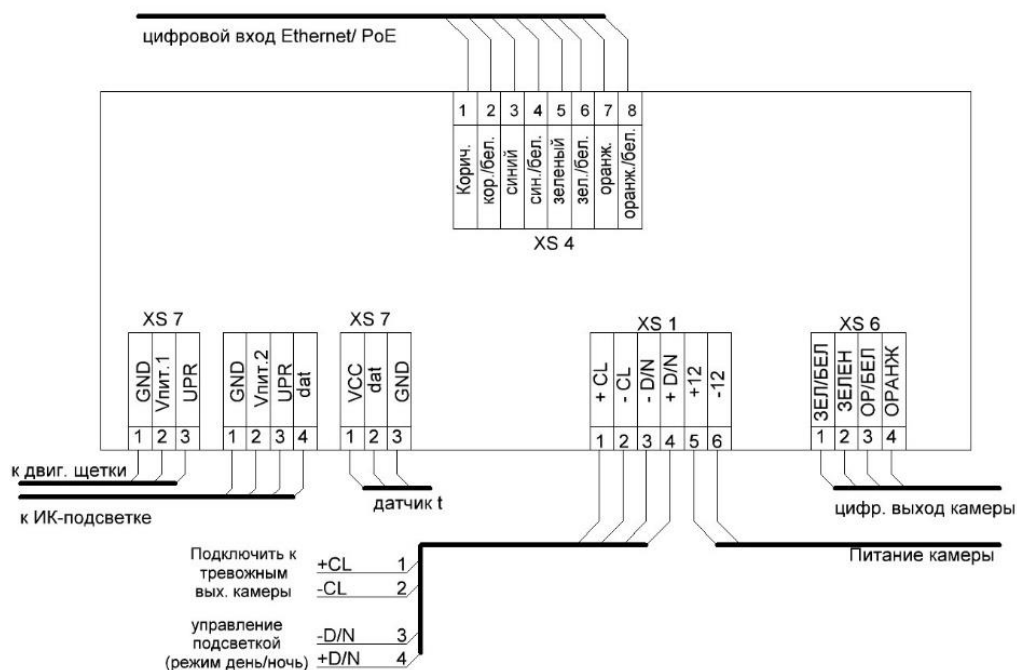 цифровой вход Ethernet/ PoE
1 2 3 4 5 6 7 8
Корич.
кор./бел.
синий
син./бел.
зеленый
зел./бел.
оранж.
оранж./бел.
XS 4
XS 7
GND
Vпит.1
UPR
1 2 3
GND
Vпит.2
UPR
dat
1 2 3 4
XS 7
VCC
dat
GND
1 2 3
XS 1
+ CL
- CL
- D/N
+ D/N
+12
-12
1 2 3 4 5 6
XS 6
ЗЕЛ/БЕЛ
ЗЕЛЕН
ОР/БЕЛ
ОРАНЖ
1 2 3 4
к двиг. щетки
к ИК-подсветке
датчик t
цифр. выход камеры
Питание камеры
Подключить к
тревожным
вых. камеры
+CL 1
-CL 2
управление
подсветкой
(режим день/ночь)
-D/N 3
+D/N 4